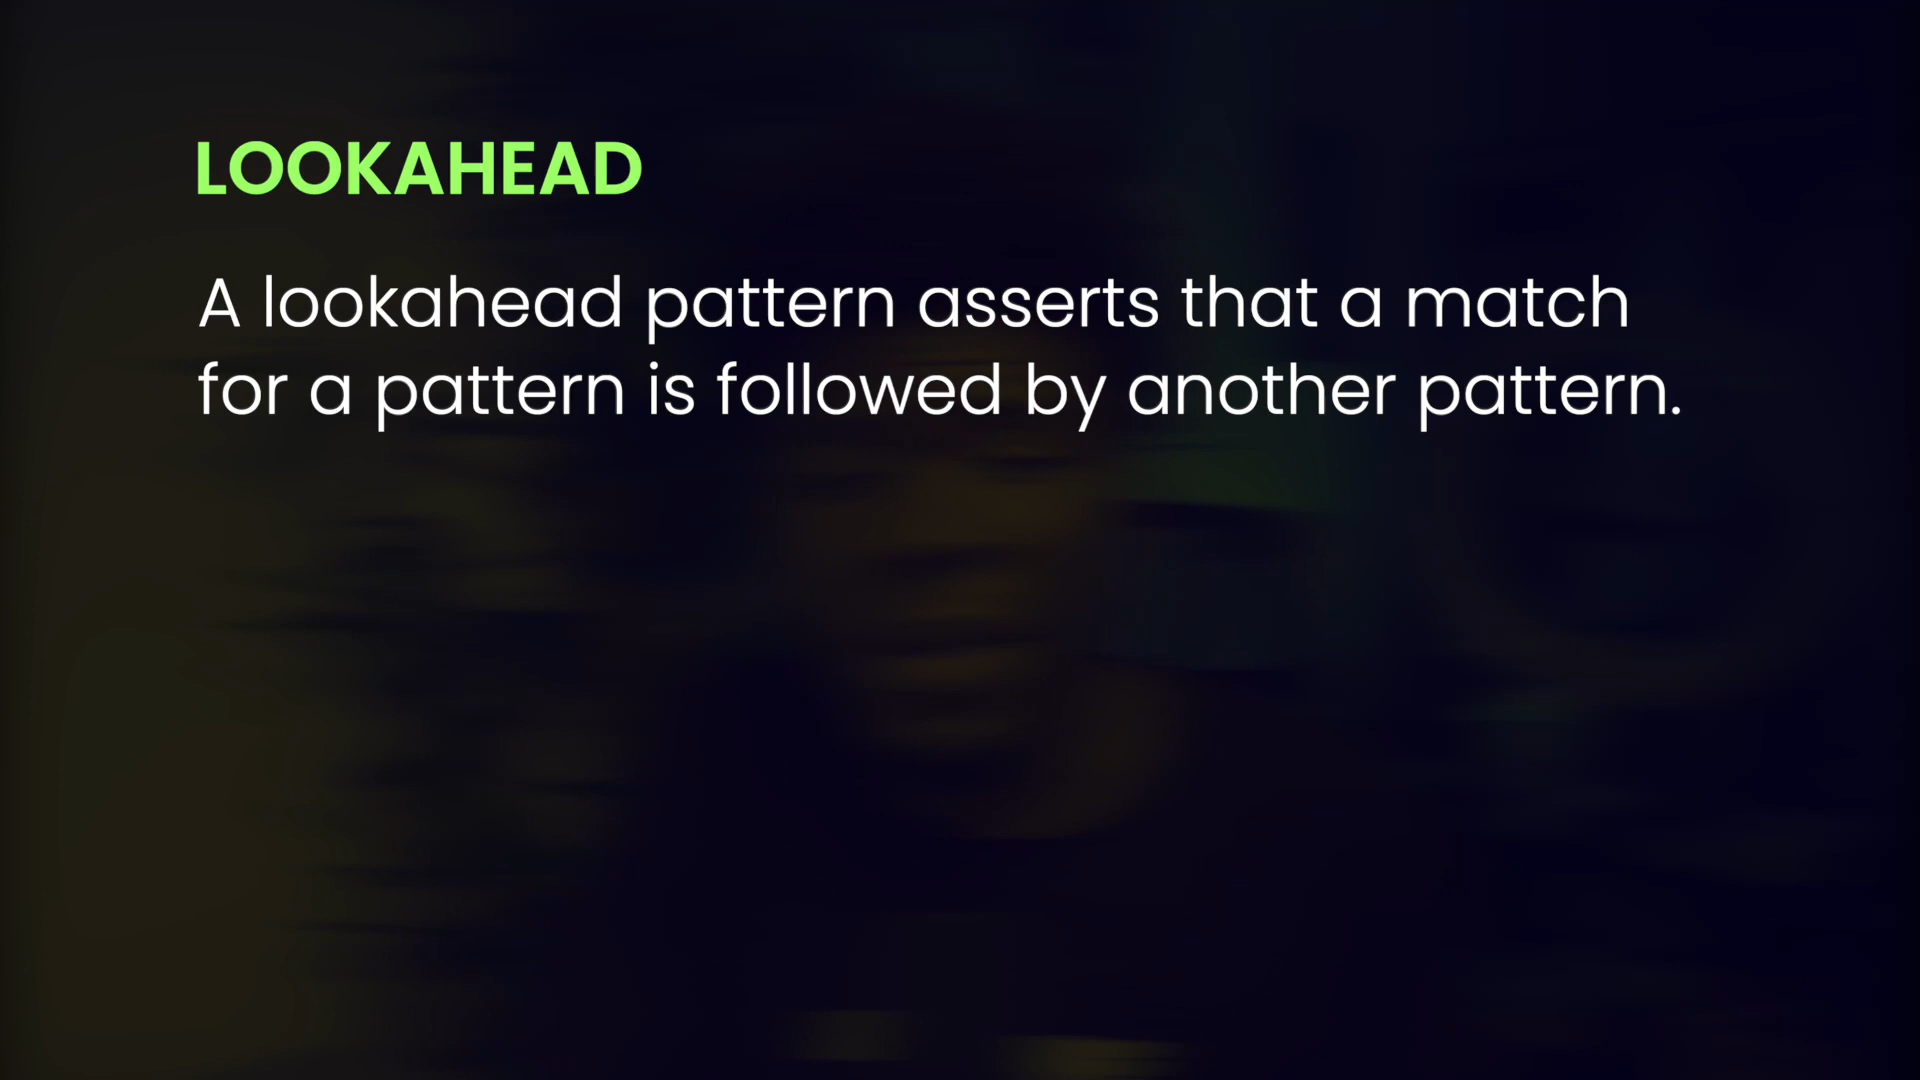 LOOKAHEAD
A lookahead pattern asserts that a match
for a pattern is followed by another pattern.